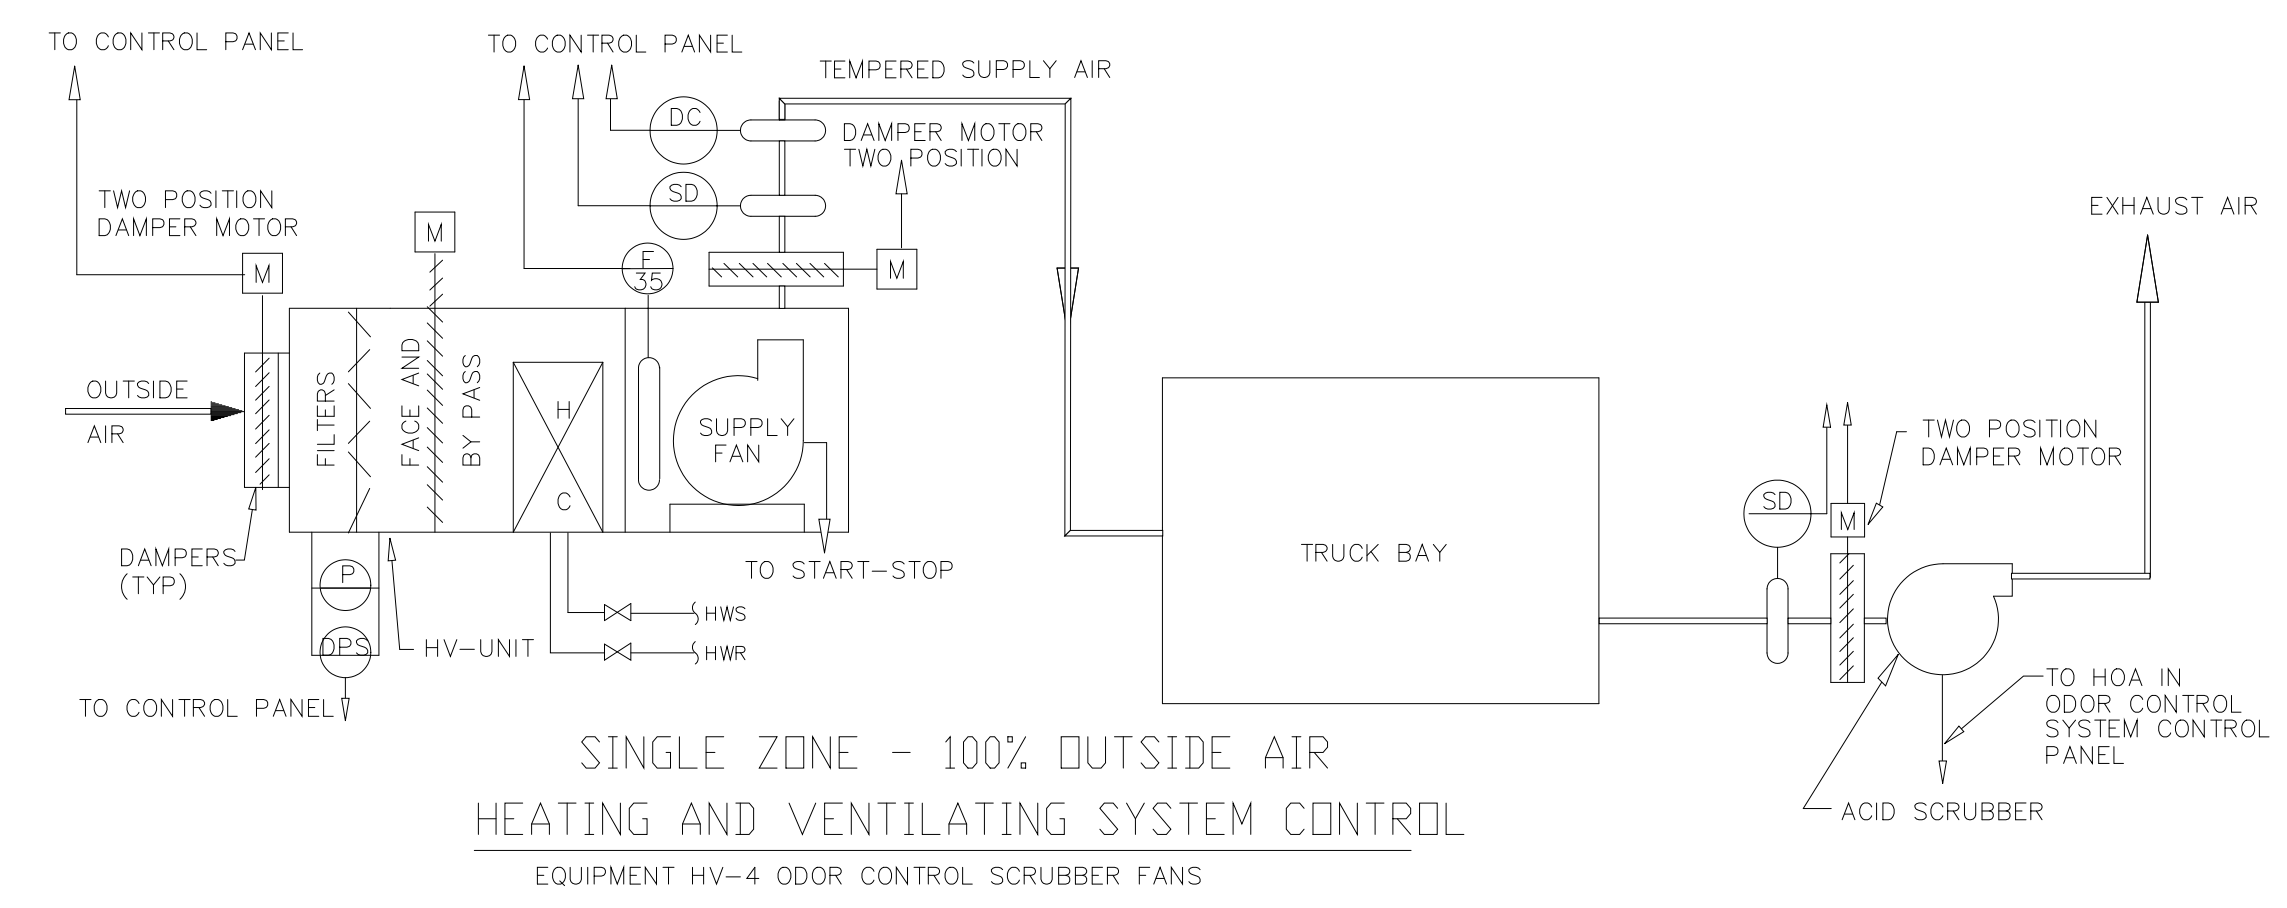 TO CONTROL PANEL
TO CONTROL PANEL
TEMPERED SUPPLY AIR
DC
DAMPER MOTOR
TWO POSITION
TWO POSITION
DAMPER MOTOR
SD
M
M
F
35
M
EXHAUST AIR
OUTSIDE
AIR
FILTERS
FACE AND
BY PASS
H
C
SUPPLY
FAN
TWO POSITION
DAMPER MOTOR
SD
M
DAMPERS
(TYP)
P
DPS
HV-UNIT
TO START-STOP
HWS
HWR
TRUCK BAY
TO CONTROL PANEL
TO HOA IN
ODOR CONTROL
SYSTEM CONTROL
PANEL
ACID SCRUBBER
SINGLE ZONE - 100% OUTSIDE AIR
HEATING AND VENTILATING SYSTEM CONTROL
EQUIPMENT HV-4 ODOR CONTROL SCRUBBER FANS